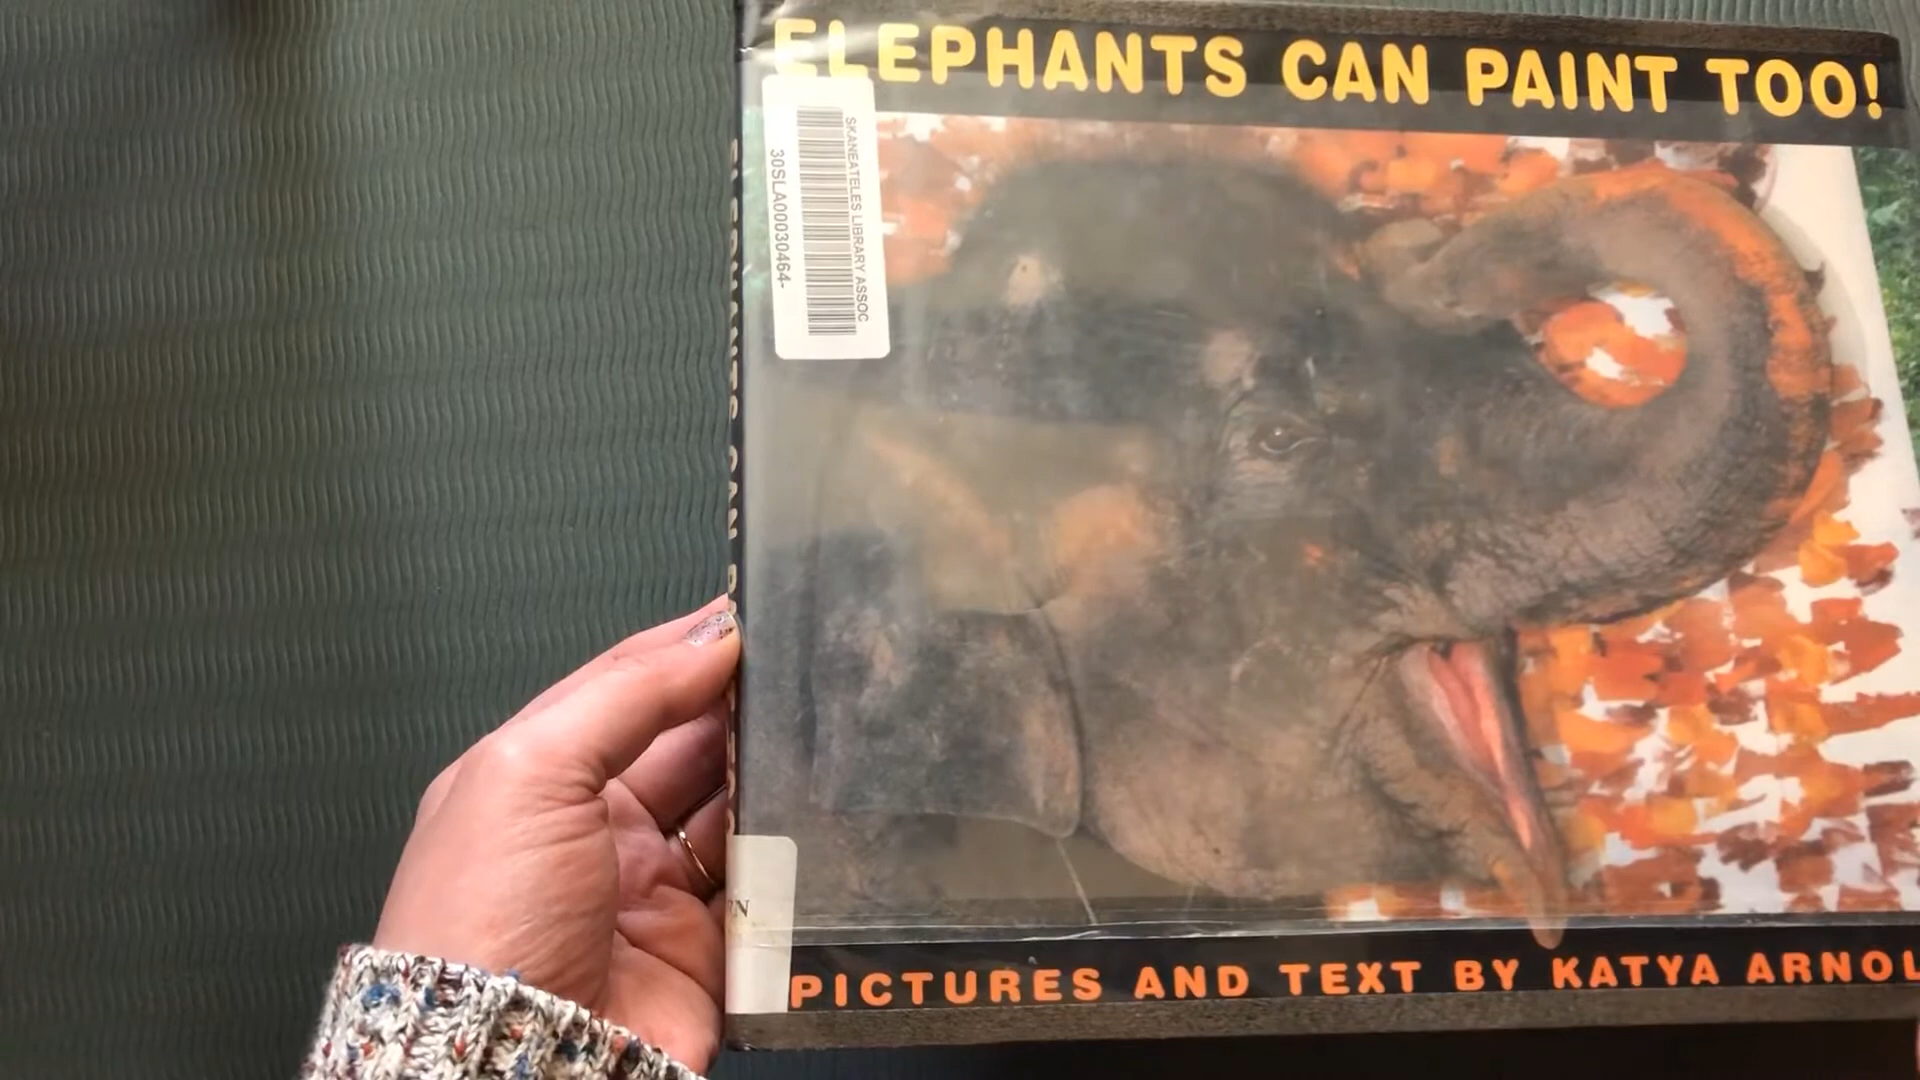 ELEPHANTS CAN PAINT TOO!
SKANEATELES LIBRARY ASSOC
30SLA00030464-
PICTURES AND TEXT BY KATYA ARNOL